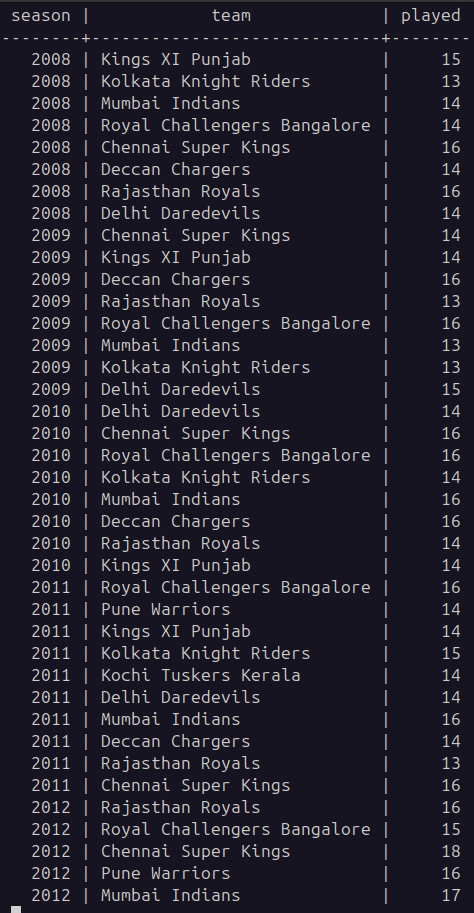 season | team | played
--------+------------------------------+--------
2008 | Kings XI Punjab | 15
2008 | Kolkata Knight Riders | 13
2008 | Mumbai Indians | 14
2008 | Royal Challengers Bangalore | 14
2008 | Chennai Super Kings | 16
2008 | Deccan Chargers | 14
2008 | Rajasthan Royals | 16
2008 | Delhi Daredevils | 14
2009 | Chennai Super Kings | 14
2009 | Kings XI Punjab | 14
2009 | Deccan Chargers | 16
2009 | Rajasthan Royals | 13
2009 | Royal Challengers Bangalore | 16
2009 | Mumbai Indians | 13
2009 | Kolkata Knight Riders | 13
2009 | Delhi Daredevils | 15
2010 | Delhi Daredevils | 14
2010 | Chennai Super Kings | 16
2010 | Royal Challengers Bangalore | 16
2010 | Kolkata Knight Riders | 14
2010 | Mumbai Indians | 16
2010 | Deccan Chargers | 16
2010 | Rajasthan Royals | 14
2010 | Kings XI Punjab | 14
2011 | Royal Challengers Bangalore | 16
2011 | Pune Warriors | 14
2011 | Kings XI Punjab | 14
2011 | Kolkata Knight Riders | 15
2011 | Kochi Tuskers Kerala | 14
2011 | Delhi Daredevils | 14
2011 | Mumbai Indians | 16
2011 | Deccan Chargers | 14
2011 | Rajasthan Royals | 13
2011 | Chennai Super Kings | 16
2012 | Rajasthan Royals | 16
2012 | Royal Challengers Bangalore | 15
2012 | Chennai Super Kings | 18
2012 | Pune Warriors | 16
2012 | Mumbai Indians | 17